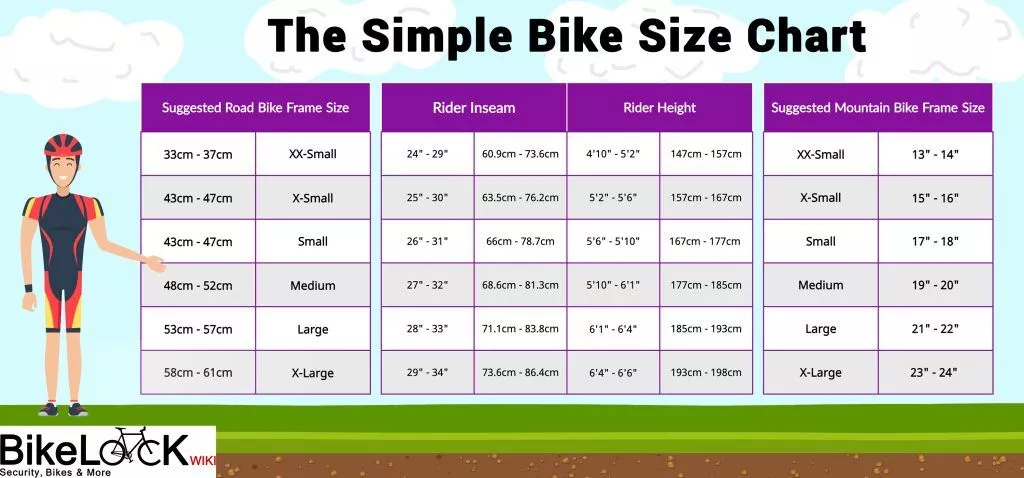 The Simple Bike Size Chart
Suggested Road Bike Frame Size Rider Inseam Rider Height Suggested Mountain Bike Frame Size
33cm - 37cm XX-Small 24" - 29" 60.9cm - 73.6cm 4'10" - 5'2" 147cm - 157cm XX-Small 13" - 14"
43cm - 47cm X-Small 25" - 30" 63.5cm - 76.2cm 5'2" - 5'6" 157cm - 167cm X-Small 15" - 16"
43cm - 47cm Small 26" - 31" 66cm - 78.7cm 5'6" - 5'10" 167cm - 177cm Small 17" - 18"
48cm - 52cm Medium 27" - 32" 68.6cm - 81.3cm 5'10" - 6'1" 177cm - 185cm Medium 19" - 20"
53cm - 57cm Large 28" - 33" 71.1cm - 83.8cm 6'1" - 6'4" 185cm - 193cm Large 21" - 22"
58cm - 61cm X-Large 29" - 34" 73.6cm - 86.4cm 6'4" - 6'6" 193cm - 198cm X-Large 23" - 24"
BikeLOCK WIKI
Security, Bikes & More